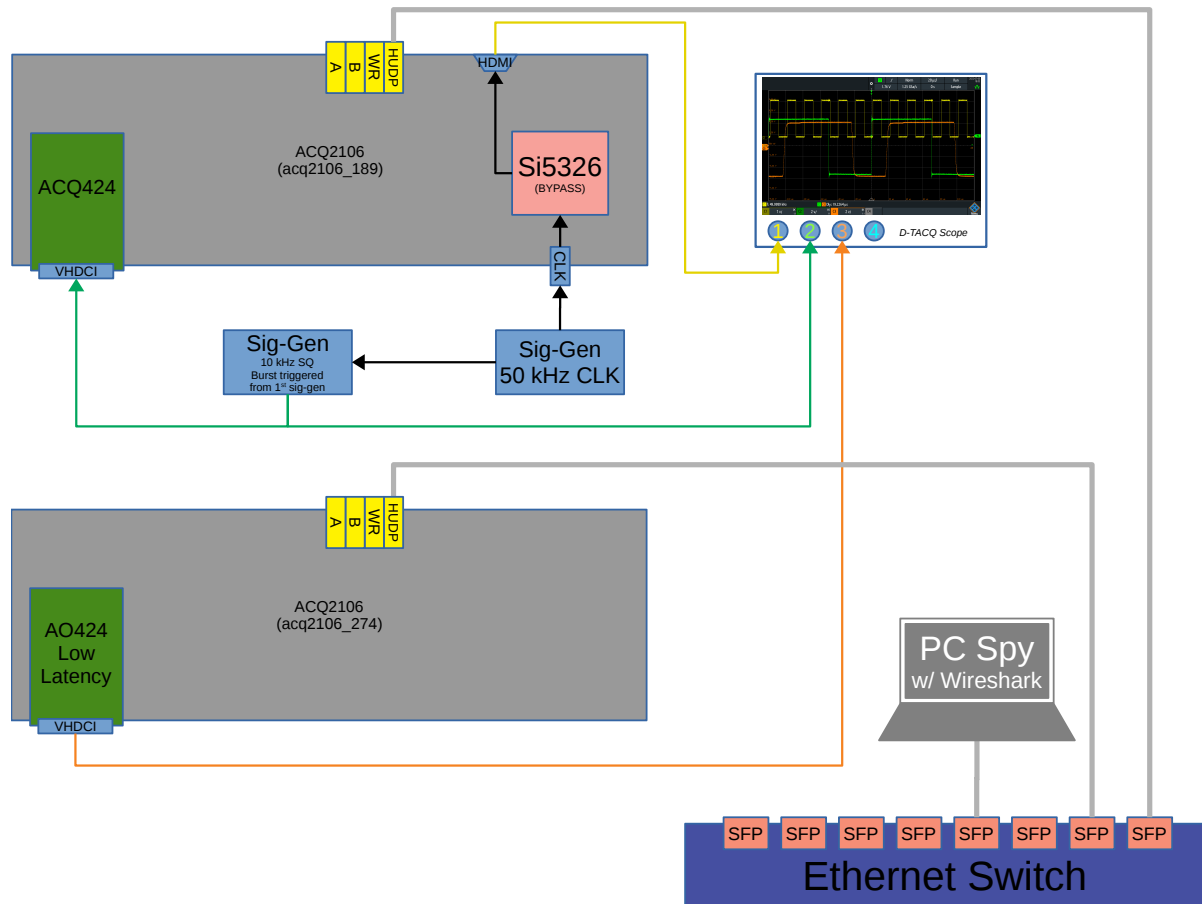 A
B
WR
HUDP
HDMI
ACQ2106
(acq2106_189)
ACQ424
VHDCI
Si5326
(BYPASS)
CLK
1
2
3
4
D-TACQ Scope
Sig-Gen
10 kHz SQ
Burst triggered
from 1st sig-gen
Sig-Gen
50 kHz CLK
A
B
WR
HUDP
ACQ2106
(acq2106_274)
AO424
Low
Latency
VHDCI
PC Spy
w/ Wireshark
SFP
SFP
SFP
SFP
SFP
SFP
SFP
SFP
Ethernet Switch